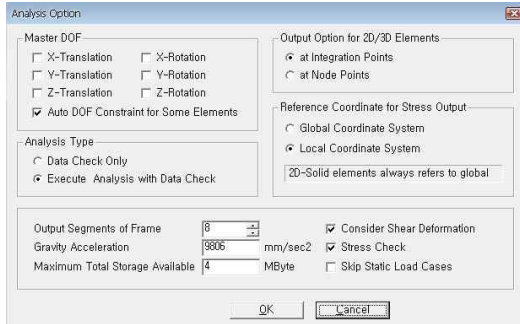 Analysis Option
Master DOF
X-Translation X-Rotation
Y-Translation Y-Rotation
Z-Translation Z-Rotation
Auto DOF Constraint for Some Elements
Analysis Type
Data Check Only
Execute Analysis with Data Check
Output Option for 2D/3D Elements
at Integration Points
at Node Points
Reference Coordinate for Stress Output
Global Coordinate System
Local Coordinate System
2D-Solid elements always refers to global
Output Segments of Frame 8 Consider Shear Deformation
Gravity Acceleration 9806 mm/sec2 Stress Check
Maximum Total Storage Available 4 MByte Skip Static Load Cases
OK Cancel